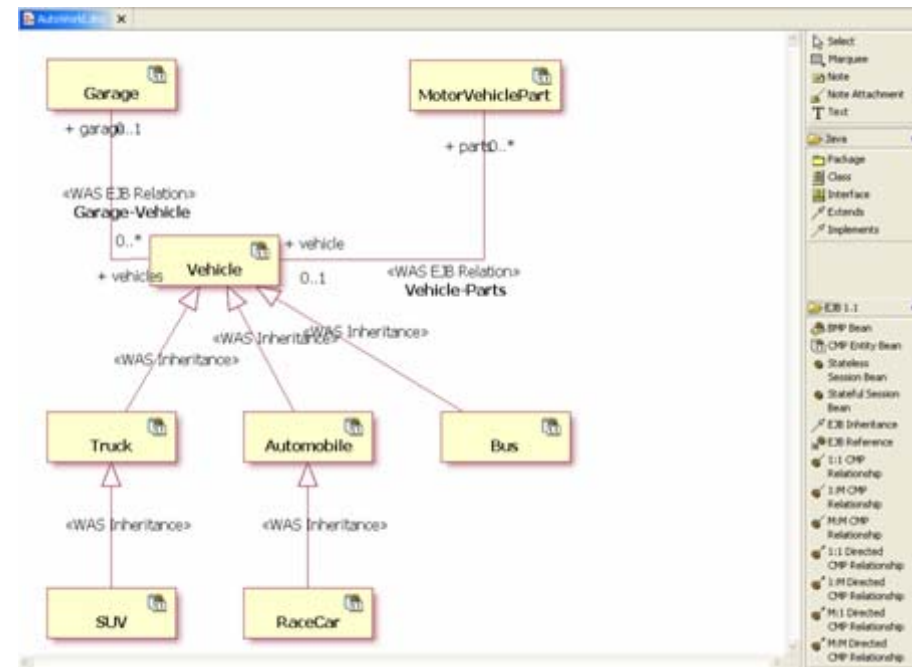 Garage
MotorVehiclePart
+ garage
0..1
+ parts
0..*
«WAS EJB Relation»
Garage-Vehicle
0..*
+ vehicles
Vehicle
+ vehicle
0..1
«WAS EJB Relation»
Vehicle-Parts
«WAS Inheritance»
«WAS Inheritance»
«WAS Inheritance»
Truck
Automobile
Bus
«WAS Inheritance»
«WAS Inheritance»
SUV
RaceCar
Select
Marquee
Note
Note Attachment
Text
Java
Package
Class
Interface
Extends
Implements
EJB 1.1
BMP Bean
CMP Entity Bean
Stateless
Session Bean
Stateful Session
Bean
EJB Inheritance
EJB Reference
1:1 CMP
Relationship
1:M CMP
Relationship
M:M CMP
Relationship
1:1 Directed
CMP Relationship
1:M Directed
CMP Relationship
M:1 Directed
CMP Relationship
M:M Directed
CMP Relationship